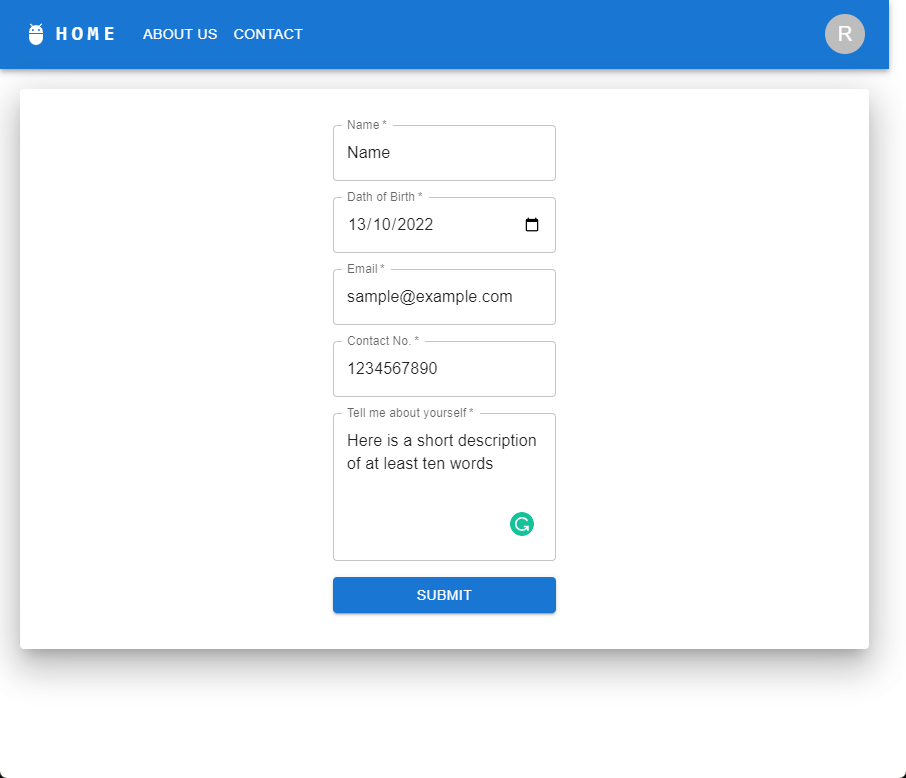 HOME ABOUT US CONTACT R
Name *
Name
Dath of Birth *
13/10/2022
Email *
sample@example.com
Contact No. *
1234567890
Tell me about yourself *
Here is a short description
of at least ten words
SUBMIT